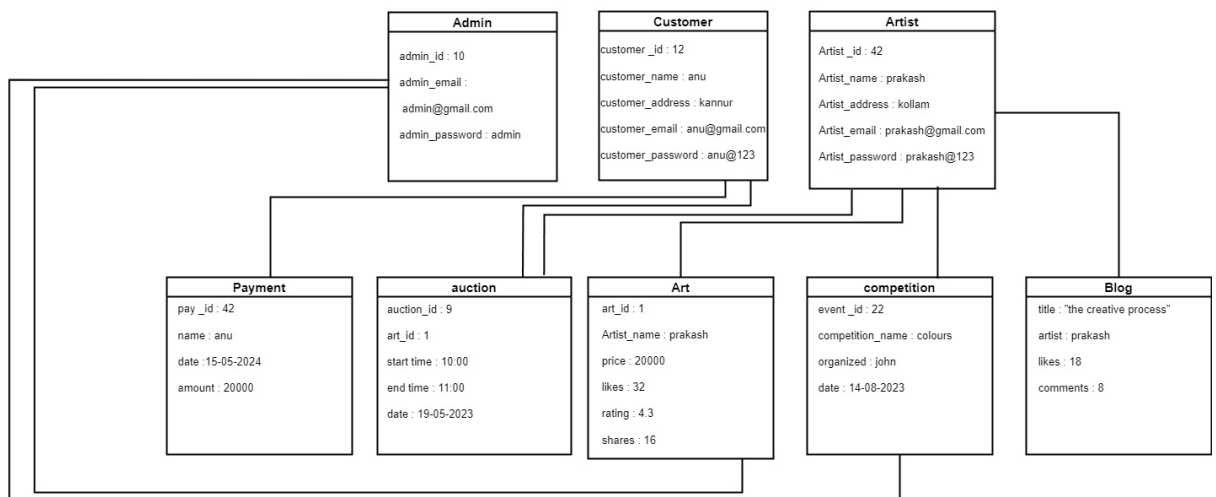 Admin
admin_id : 10
admin_email :
admin@gmail.com
admin_password : admin
Customer
customer _id : 12
customer_name : anu
customer_address : kannur
customer_email : anu@gmail.com
customer_password : anu@123
Artist
Artist _id : 42
Artist_name : prakash
Artist_address : kollam
Artist_email : prakash@gmail.com
Artist_password : prakash@123
Payment
pay _id : 42
name : anu
date :15-05-2024
amount : 20000
auction
auction_id : 9
art_id : 1
start time : 10:00
end time : 11:00
date : 19-05-2023
Art
art_id : 1
Artist_name : prakash
price : 20000
likes : 32
rating : 4.3
shares : 16
competition
event _id : 22
competition_name : colours
organized : john
date : 14-08-2023
Blog
title : "the creative process"
artist : prakash
likes : 18
comments : 8